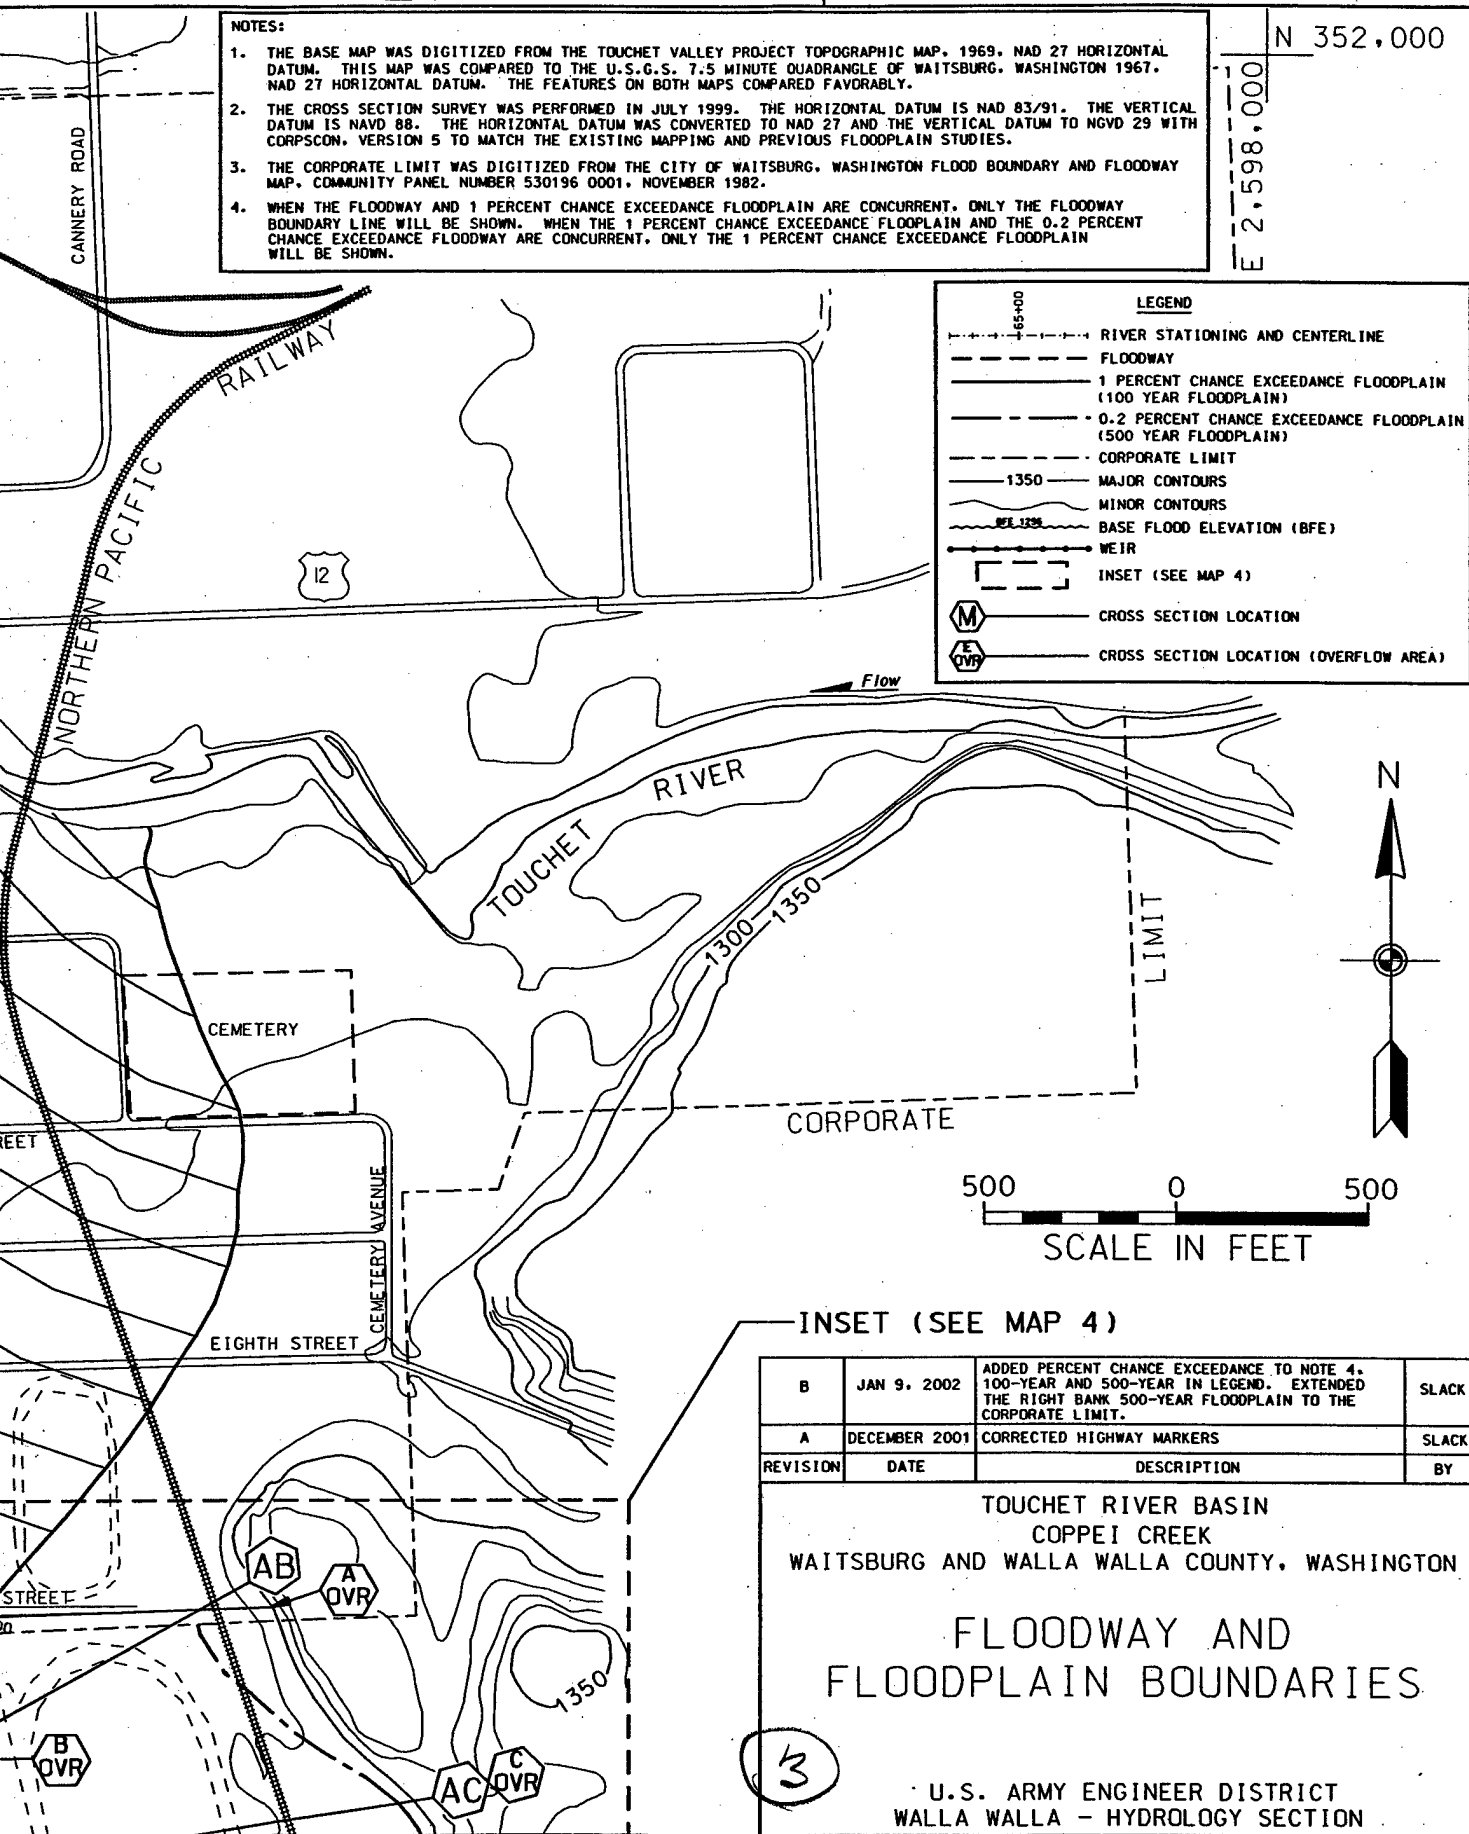 NOTES:
1. THE BASE MAP WAS DIGITIZED FROM THE TOUCHET VALLEY PROJECT TOPOGRAPHIC MAP, 1969, NAD 27 HORIZONTAL
DATUM. THIS MAP WAS COMPARED TO THE U.S.G.S. 7.5 MINUTE QUADRANGLE OF WAITSBURG, WASHINGTON 1967,
NAD 27 HORIZONTAL DATUM. THE FEATURES ON BOTH MAPS COMPARED FAVORABLY.
2. THE CROSS SECTION SURVEY WAS PERFORMED IN JULY 1999. THE HORIZONTAL DATUM IS NAD 83/91. THE VERTICAL
DATUM IS NAVD 88. THE HORIZONTAL DATUM WAS CONVERTED TO NAD 27 AND THE VERTICAL DATUM TO NGVD 29 WITH
CORPSCON, VERSION 5 TO MATCH THE EXISTING MAPPING AND PREVIOUS FLOODPLAIN STUDIES.
3. THE CORPORATE LIMIT WAS DIGITIZED FROM THE CITY OF WAITSBURG, WASHINGTON FLOOD BOUNDARY AND FLOODWAY
MAP, COMMUNITY PANEL NUMBER 530196 0001, NOVEMBER 1982.
4. WHEN THE FLOODWAY AND 1 PERCENT CHANCE EXCEEDANCE FLOODPLAIN ARE CONCURRENT, ONLY THE FLOODWAY
BOUNDARY LINE WILL BE SHOWN. WHEN THE 1 PERCENT CHANCE EXCEEDANCE FLOOPLAIN AND THE 0.2 PERCENT
CHANCE EXCEEDANCE FLOODWAY ARE CONCURRENT, ONLY THE 1 PERCENT CHANCE EXCEEDANCE FLOODPLAIN
WILL BE SHOWN.
N 352,000
E 2,598,000
CANNERY ROAD
LEGEND
65+00
RIVER STATIONING AND CENTERLINE
FLOODWAY
1 PERCENT CHANCE EXCEEDANCE FLOODPLAIN
(100 YEAR FLOODPLAIN)
0.2 PERCENT CHANCE EXCEEDANCE FLOODPLAIN
(500 YEAR FLOODPLAIN)
CORPORATE LIMIT
1350 MAJOR CONTOURS
MINOR CONTOURS
BFE 1296 BASE FLOOD ELEVATION (BFE)
WEIR
INSET (SEE MAP 4)
M CROSS SECTION LOCATION
E OVR CROSS SECTION LOCATION (OVERFLOW AREA)
NORTHERN PACIFIC RAILWAY
12
Flow
TOUCHET RIVER
N
1300
1350
LIMIT
CEMETERY
CORPORATE
REET
CEMETERY AVENUE
500 0 500
SCALE IN FEET
EIGHTH STREET
INSET (SEE MAP 4)
B JAN 9, 2002 ADDED PERCENT CHANCE EXCEEDANCE TO NOTE 4,
100-YEAR AND 500-YEAR IN LEGEND. EXTENDED
THE RIGHT BANK 500-YEAR FLOODPLAIN TO THE
CORPORATE LIMIT. SLACK
A DECEMBER 2001 CORRECTED HIGHWAY MARKERS SLACK
REVISION DATE DESCRIPTION BY
AB
A
OVR
STREET
1350
B
OVR
AC
C
OVR
TOUCHET RIVER BASIN
COPPEI CREEK
WAITSBURG AND WALLA WALLA COUNTY, WASHINGTON
FLOODWAY AND
FLOODPLAIN BOUNDARIES
3
U.S. ARMY ENGINEER DISTRICT
WALLA WALLA - HYDROLOGY SECTION